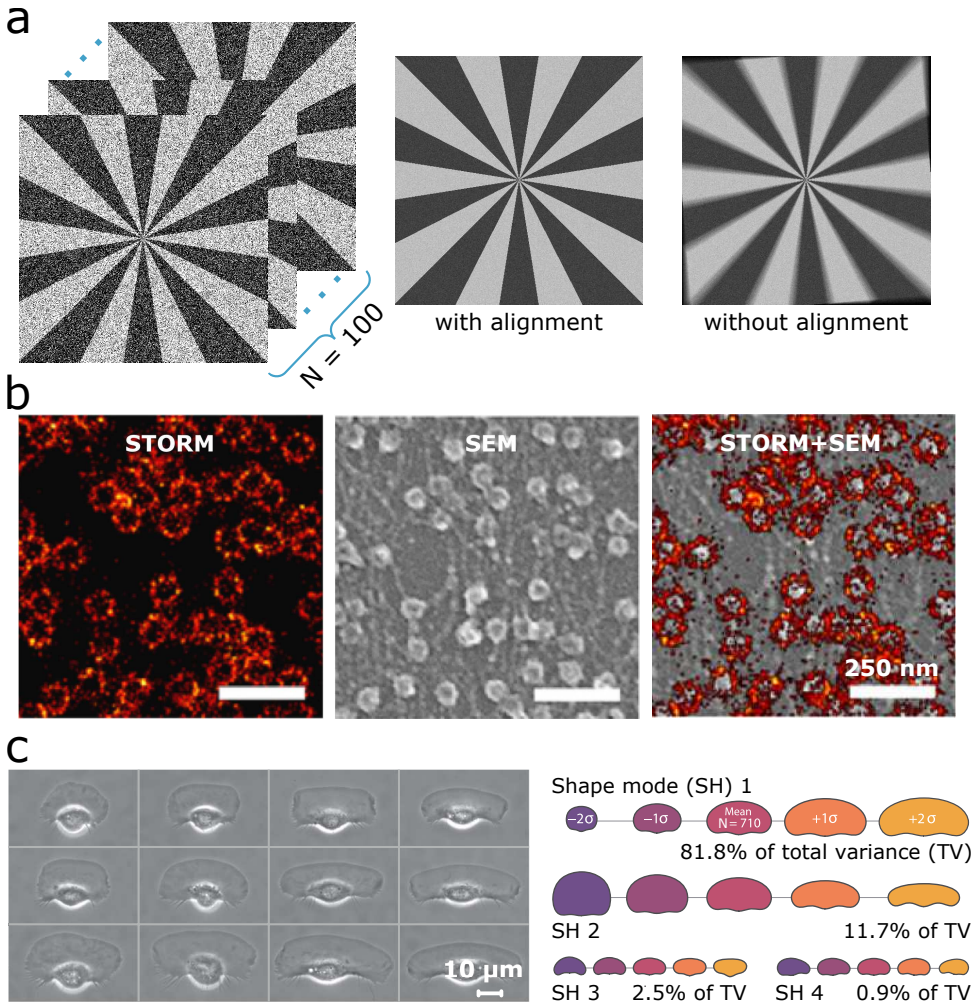 a
N = 100
with alignment
without alignment
b
STORM
SEM
STORM+SEM
250 nm
c
10 µm
Shape mode (SH) 1
−2σ
−1σ
Mean
N = 710
+1σ
+2σ
81.8% of total variance (TV)
SH 2
11.7% of TV
SH 3
2.5% of TV
SH 4
0.9% of TV